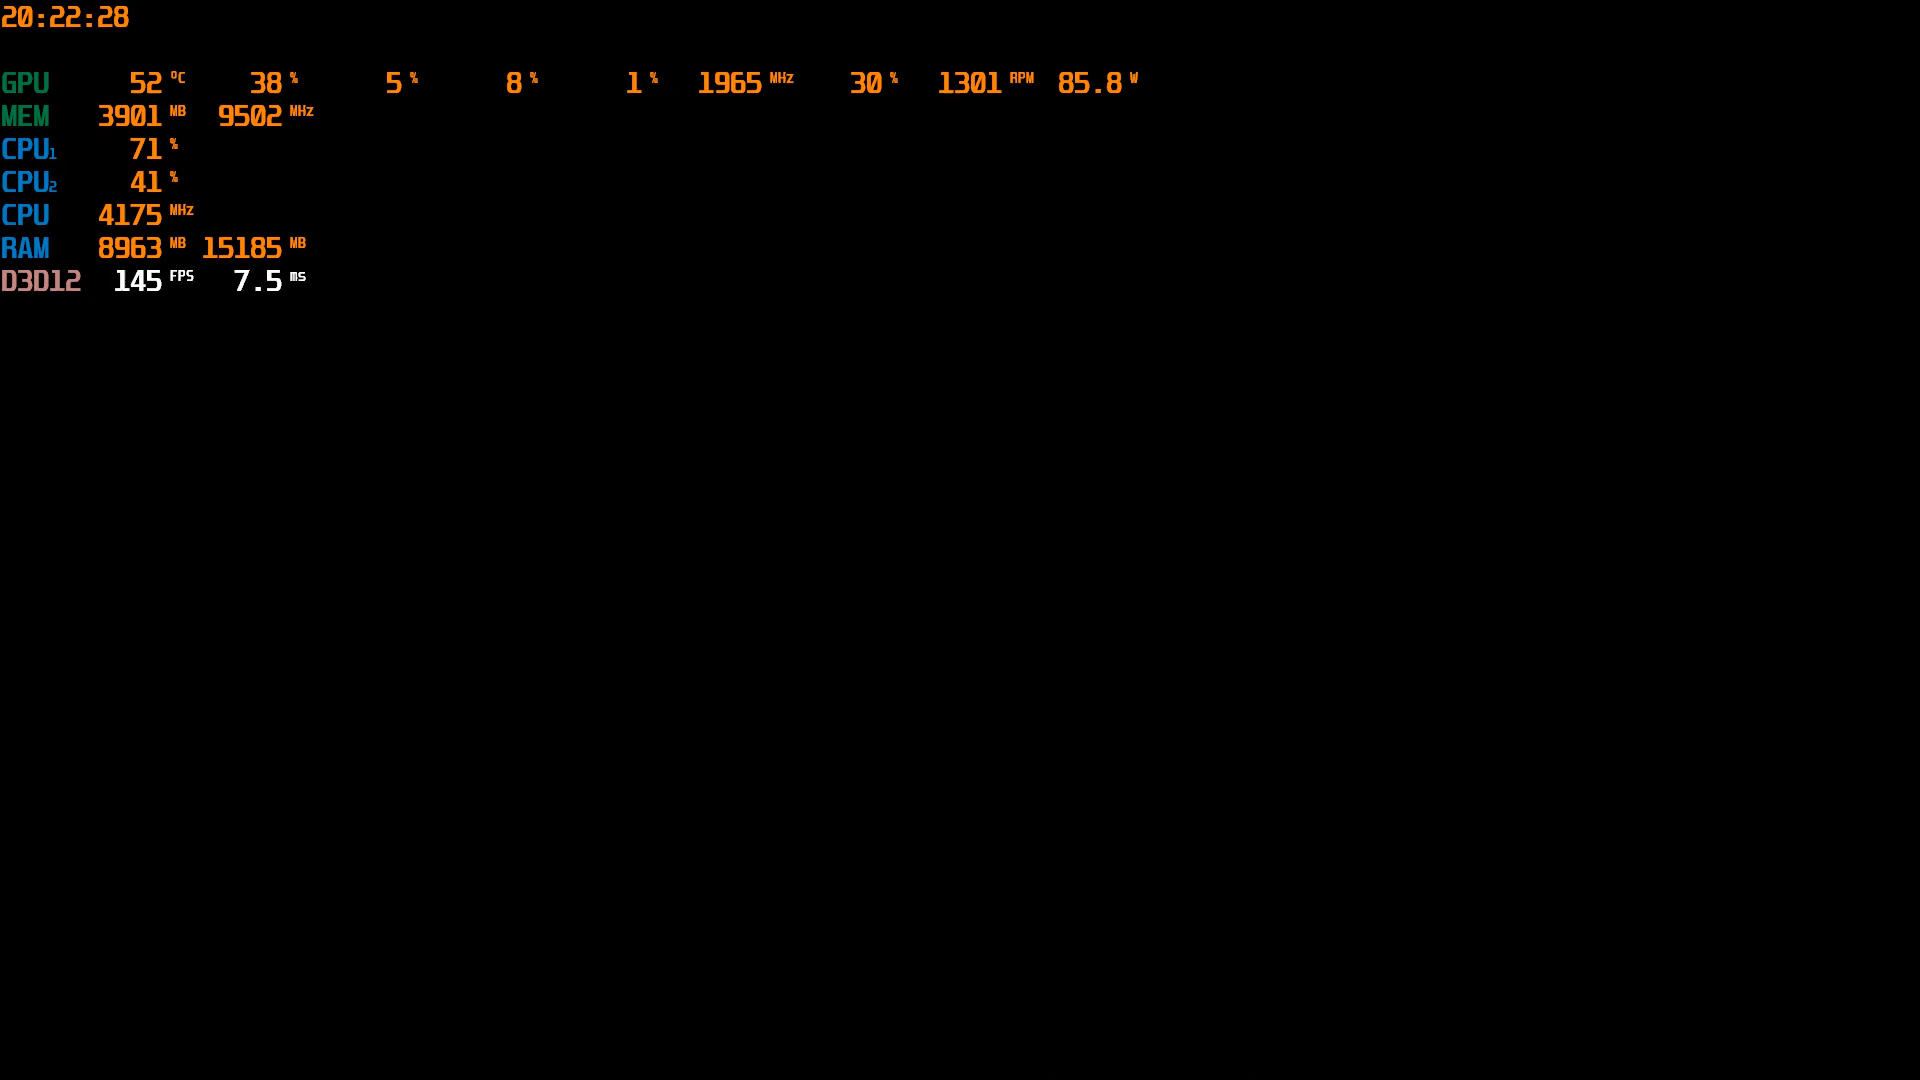 20:22:28
GPU 52 °C 38 % 5 % 8 % 1 % 1965 MHz 30 % 1301 RPM 85.8 W
MEM 3901 MB 9502 MHz
CPU1 71 %
CPU2 41 %
CPU 4175 MHz
RAM 8963 MB 15185 MB
D3D12 145 FPS 7.5 ms